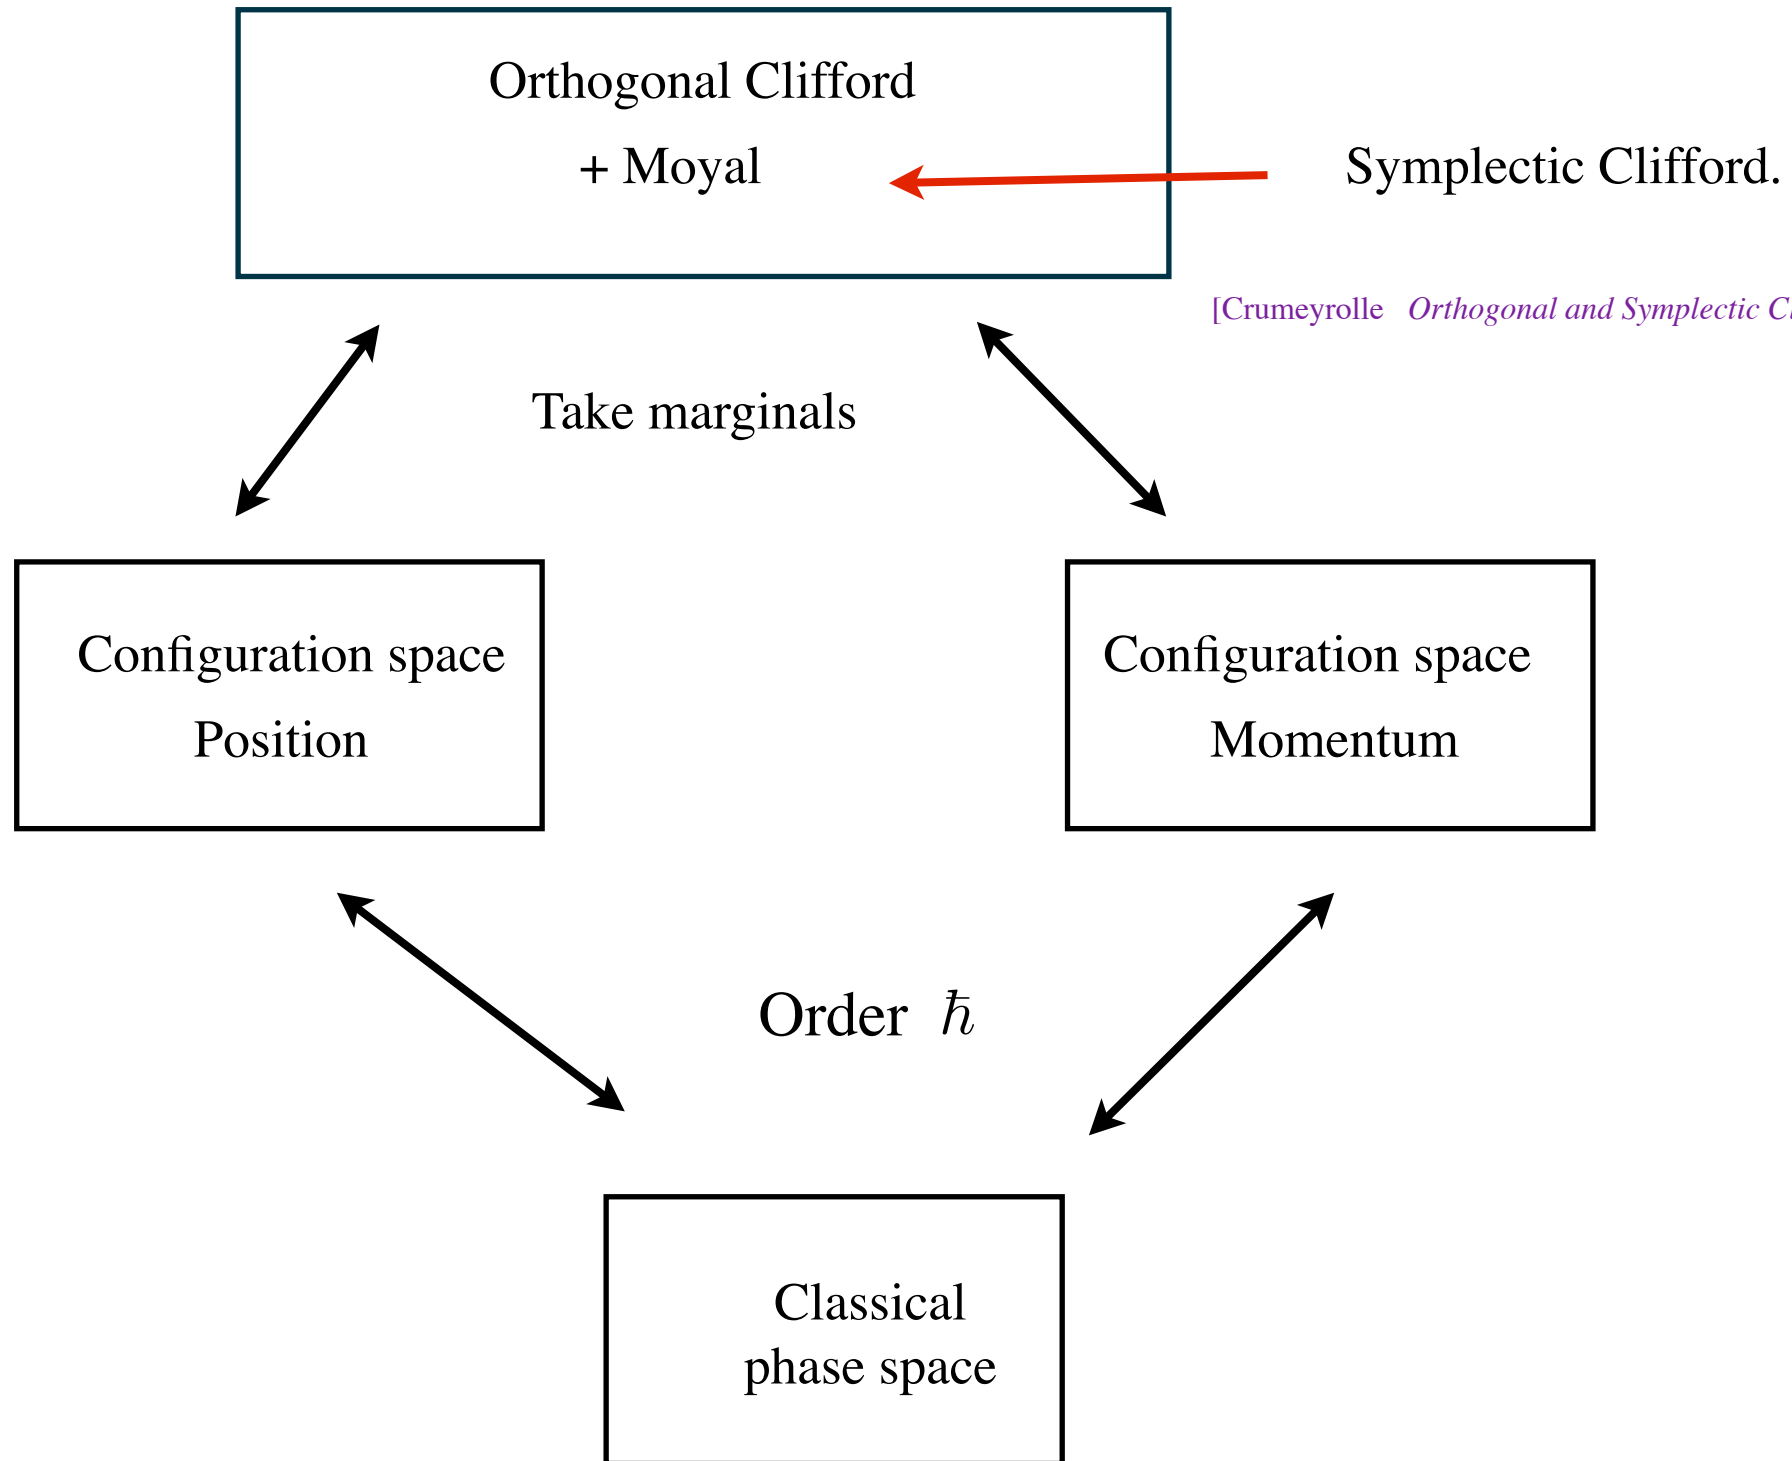 Orthogonal Clifford
+ Moyal
Symplectic Clifford.
[Crumeyrolle Orthogonal and Symplectic
Take marginals
Configuration space
Position
Configuration space
Momentum
Order ℏ
Classical
phase space